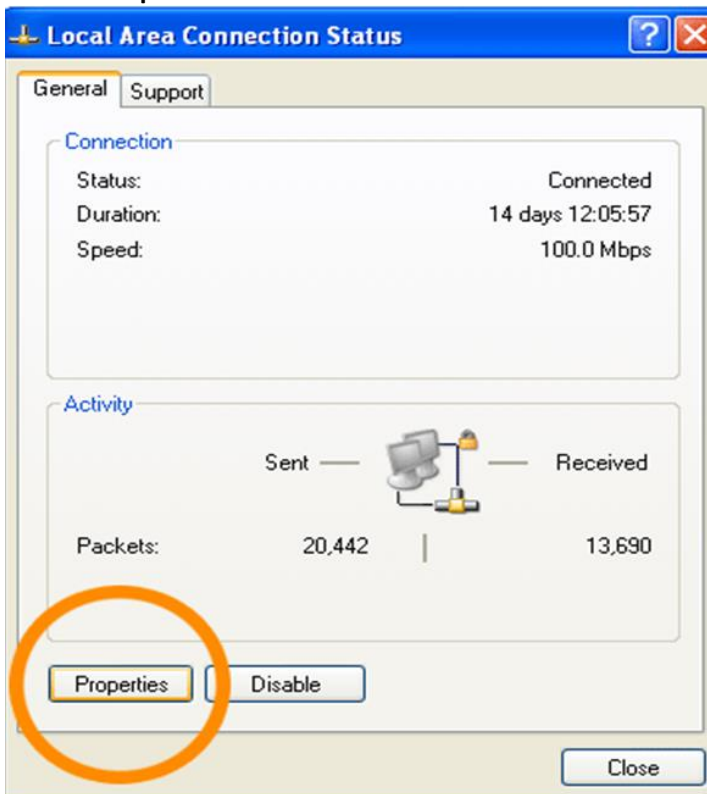 Local Area Connection Status
General Support
Connection
Status: Connected
Duration: 14 days 12:05:57
Speed: 100.0 Mbps
Activity
Sent Received
Packets: 20,442 13,690
Properties Disable
Close